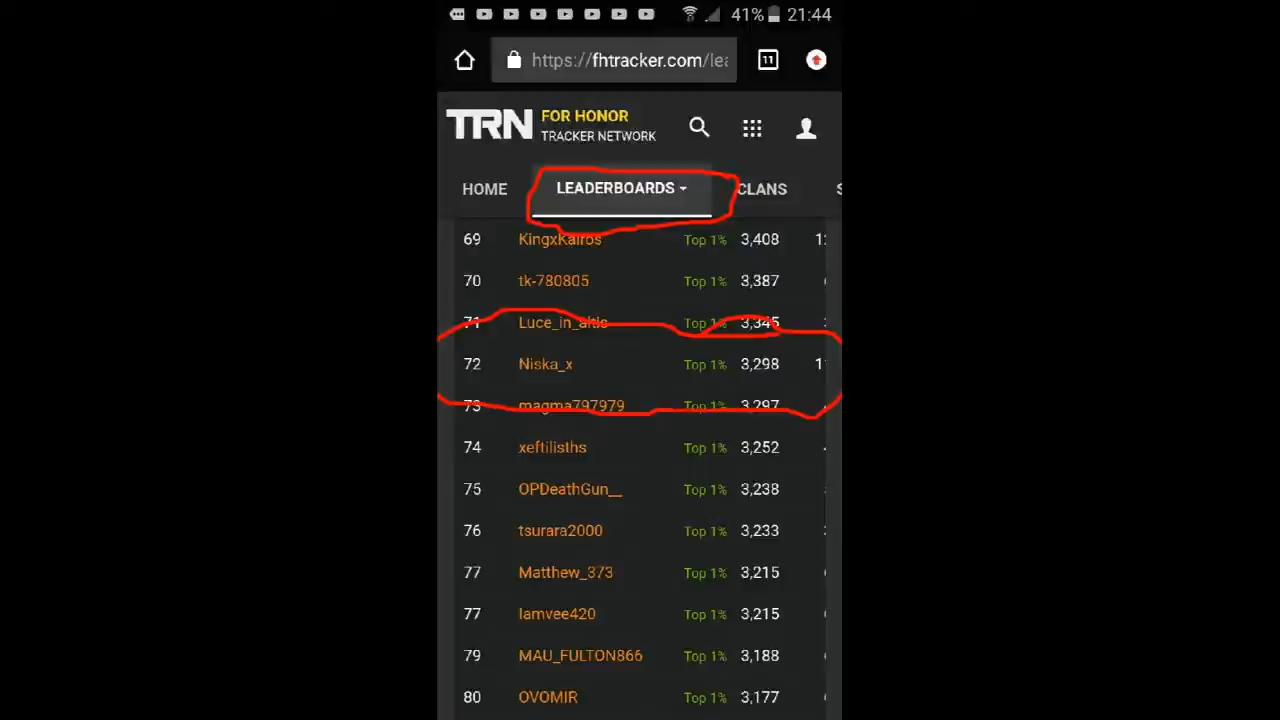 41% 21:44
11 https://fhtracker.com/lea
TRN FOR HONOR
TRACKER NETWORK
HOME LEADERBOARDS CLANS
69 KingxKairos Top 1% 3,408
70 tk-780805 Top 1% 3,387
71 Luce_in_altis Top 1% 3,345
72 Niska_x Top 1% 3,298
73 magma797979 Top 1% 3,297
74 xeftilisths Top 1% 3,252
75 OPDeathGun__ Top 1% 3,238
76 tsurara2000 Top 1% 3,233
77 Matthew_373 Top 1% 3,215
77 lamvee420 Top 1% 3,215
79 MAU_FULTON866 Top 1% 3,188
80 OVOMIR Top 1% 3,177